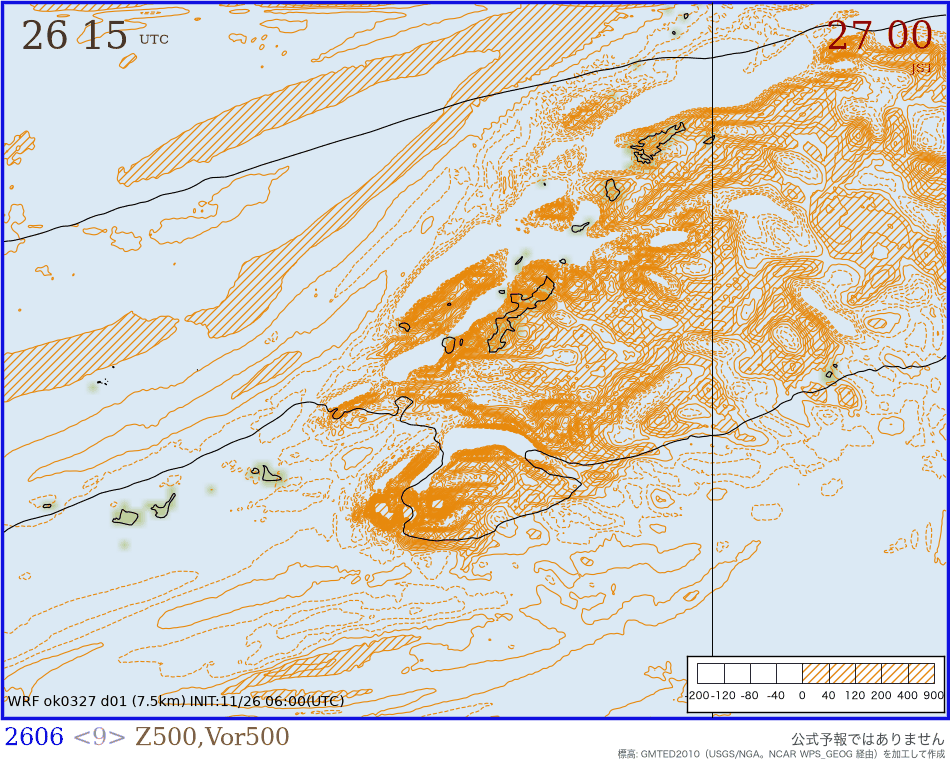 26 15 UTC
27 00
JST
-200 -120 -80 -40 0 40 120 200 400 900
WRF ok0327 d01 (7.5km) INIT:11/26 06:00(UTC)
2606 <9> Z500,Vor500
公式予報ではありません
標高: GMTED2010（USGS/NGA。NCAR WPS_GEOG 経由）を加工して作成